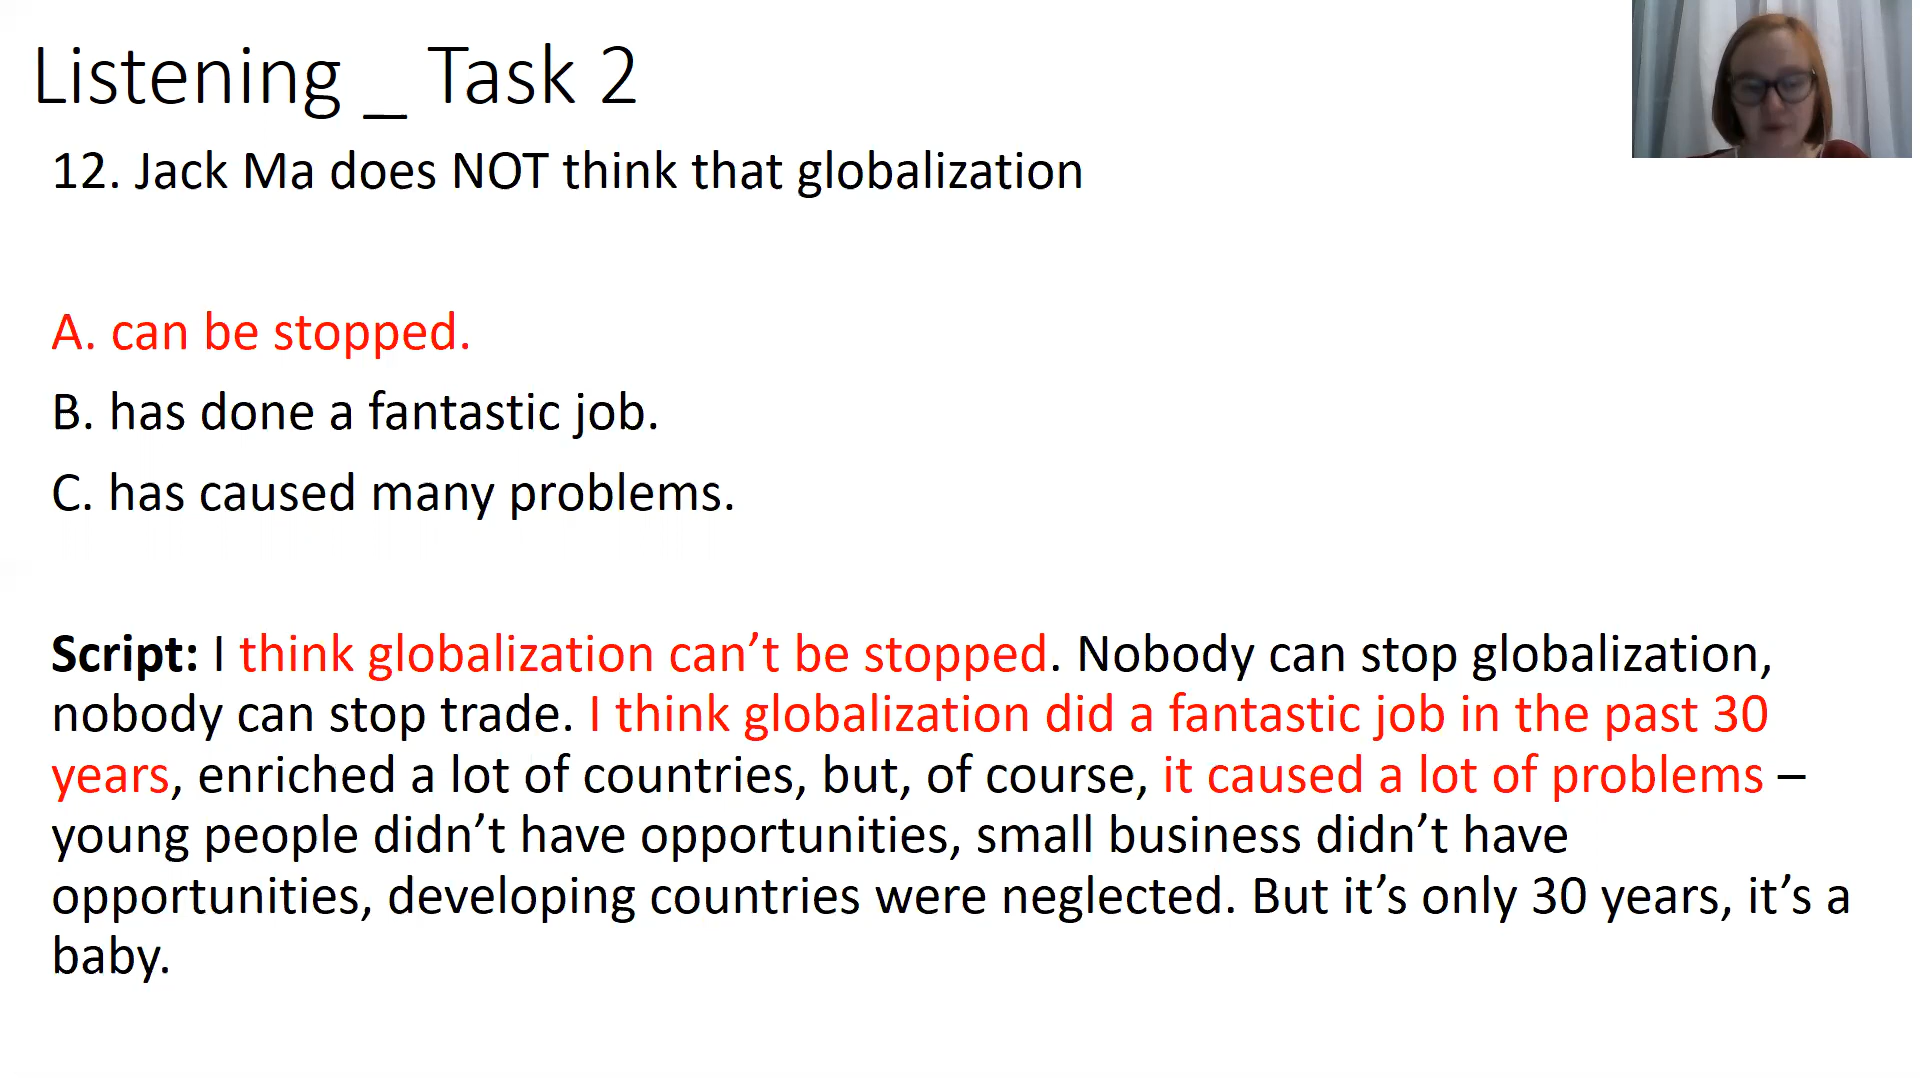 Listening _ Task 2
12. Jack Ma does NOT think that globalization
A. can be stopped.
B. has done a fantastic job.
C. has caused many problems.
Script: I think globalization can’t be stopped. Nobody can stop globalization,
nobody can stop trade. I think globalization did a fantastic job in the past 30
years, enriched a lot of countries, but, of course, it caused a lot of problems –
young people didn’t have opportunities, small business didn’t have
opportunities, developing countries were neglected. But it’s only 30 years, it’s a
baby.